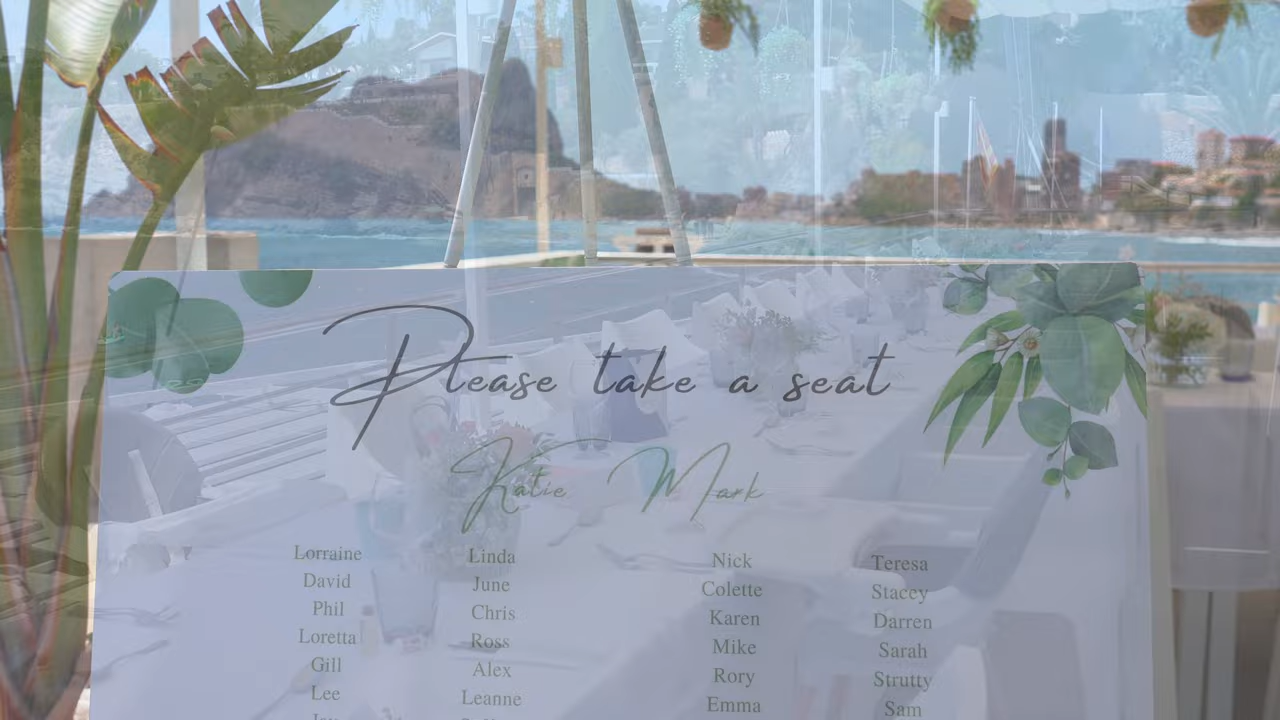 Please take a seat
Katie Mark
Lorraine Linda Nick Teresa
David June Colette Stacey
Phil Chris Karen Darren
Loretta Ross Mike Sarah
Gill Alex Rory Strutty
Lee Leanne Emma Sam